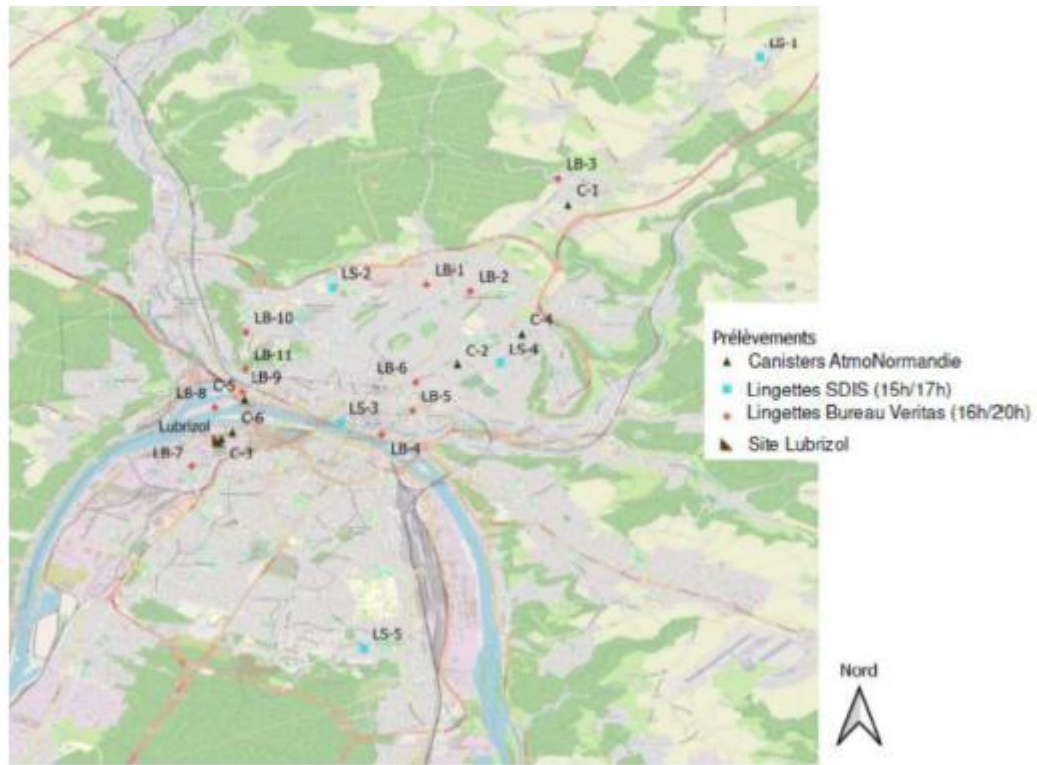 LG-1
LB-3
C-1
LS-2
LB-1
LB-2
LB-10
C-4
C-2
LS-4
LB-11
LB-9
C-5
LB-8
LB-6
LB-5
LS-3
C-6
Lubrizol
C-3
LB-7
LB-4
LS-5
Prélèvements
Canisters AtmoNormandie
Lingettes SDIS (15h/17h)
Lingettes Bureau Veritas (16h/20h)
Site Lubrizol
Nord